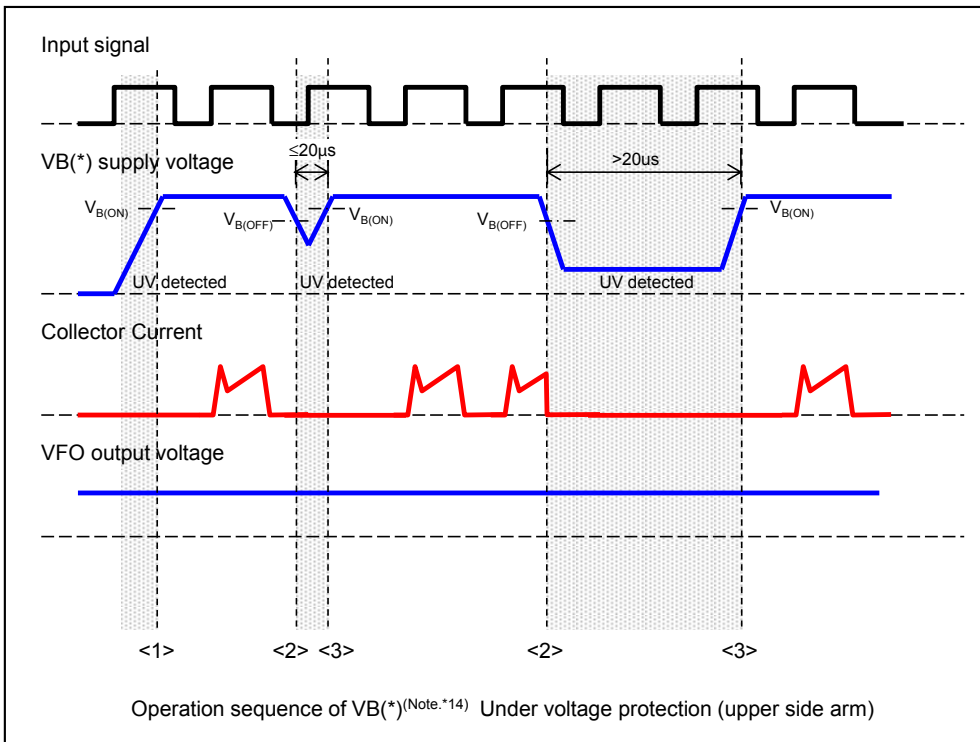 Input signal
≤20µs
VB(*) supply voltage
>20us
VB(ON)
VB(OFF)
VB(ON)
VB(OFF)
VB(ON)
UV detected
UV detected
UV detected
Collector Current
VFO output voltage
<1>
<2>
<3>
<2>
<3>
Operation sequence of VB(*)(Note.*14) Under voltage protection (upper side arm)